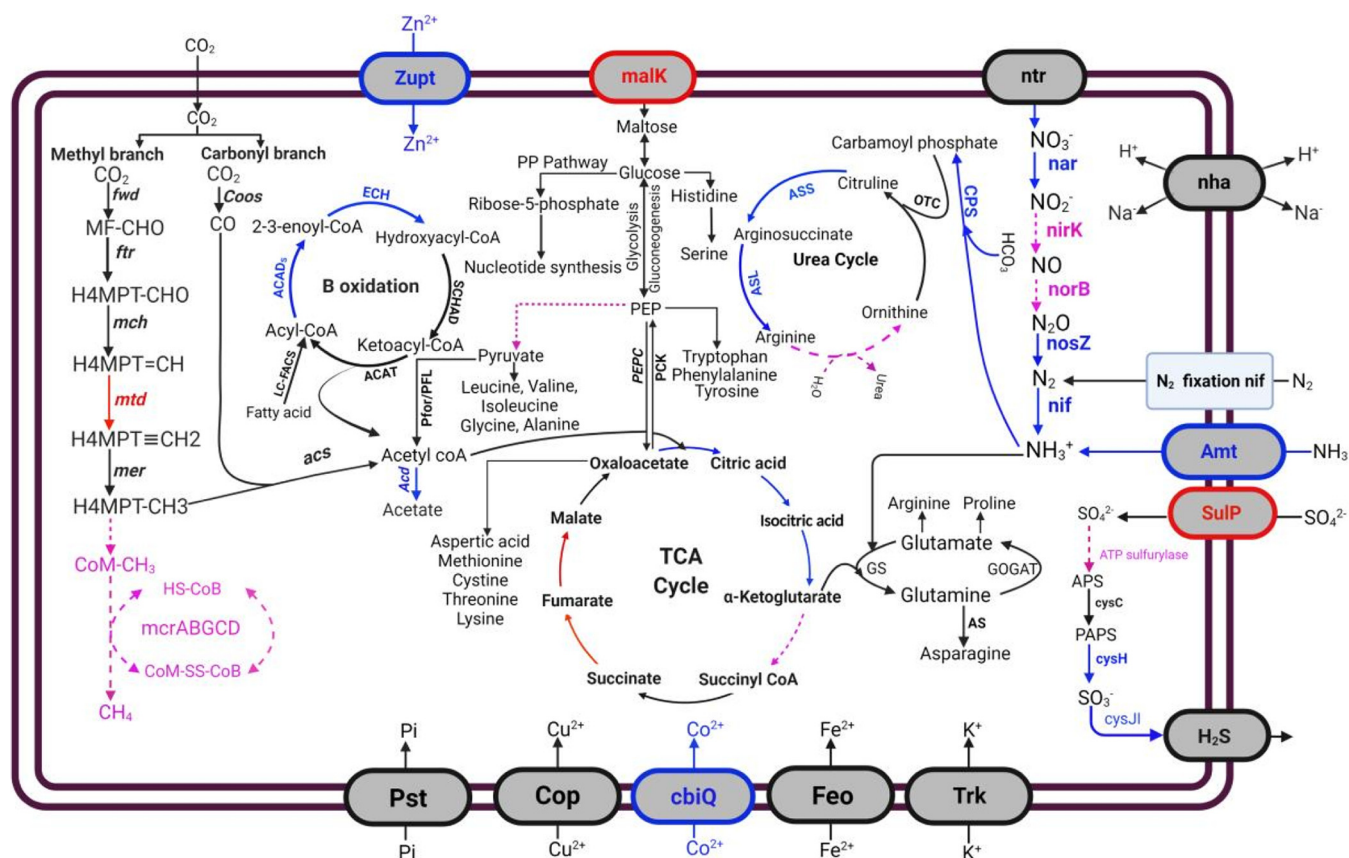 Zn²⁺
CO₂
Zupt
malK
ntr
CO₂
Zn²⁺
Maltose
NO₃⁻
Carbamoyl phosphate
nar
Methyl branch
Carbonyl branch
CO₂
CO₂
fwd
Coos
PP Pathway
Glucose
Histidine
Ribose-5-phosphate
Serine
Nucleotide synthesis
Glycolysis
Gluconeogenesis
ECH
2-3-enoyl-CoA
Hydroxyacyl-CoA
ACADs
B oxidation
SCHAD
Acyl-CoA
Ketoacyl-CoA
ACAT
LC-FACS
Fatty acid
MF-CHO
CO
ftr
H4MPT-CHO
mch
H4MPT=CH
mtd
H4MPT≡CH2
mer
H4MPT-CH3
acs
CoM-CH₃
HS-CoB
mcrABGCD
CoM-SS-CoB
CH₄
ASS
Citruline
OTC
CPS
Arginosuccinate
Urea Cycle
HCO₃
ASL
Arginine
Ornithine
H₂O
Urea
NO₂⁻
nirK
NO
norB
N₂O
nosZ
N₂
nif
NH₃⁺
H⁺
H⁺
nha
Na⁻
Na⁻
N₂ fixation nif
N₂
Amt
NH₃
SulP
SO₄²⁻
SO₄²⁻
ATP sulfurylase
APS
cysC
PAPS
cysH
SO₃⁻
cysJI
H₂S
PEP
Pyruvate
Leucine, Valine,
Isoleucine
Glycine, Alanine
Pfor/PFL
PEPC
PCK
Tryptophan
Phenylalanine
Tyrosine
Acetyl coA
Acd
Acetate
Oxaloacetate
Citric acid
Isocitric acid
α-Ketoglutarate
Succinyl CoA
Succinate
Fumarate
Malate
TCA
Cycle
Aspertic acid
Methionine
Cystine
Threonine
Lysine
Arginine
Proline
Glutamate
GS
GOGAT
Glutamine
AS
Asparagine
Pi
Cu²⁺
Co²⁺
Fe²⁺
K⁺
Pst
Cop
cbiQ
Feo
Trk
Pi
Cu²⁺
Co²⁺
Fe²⁺
K⁺